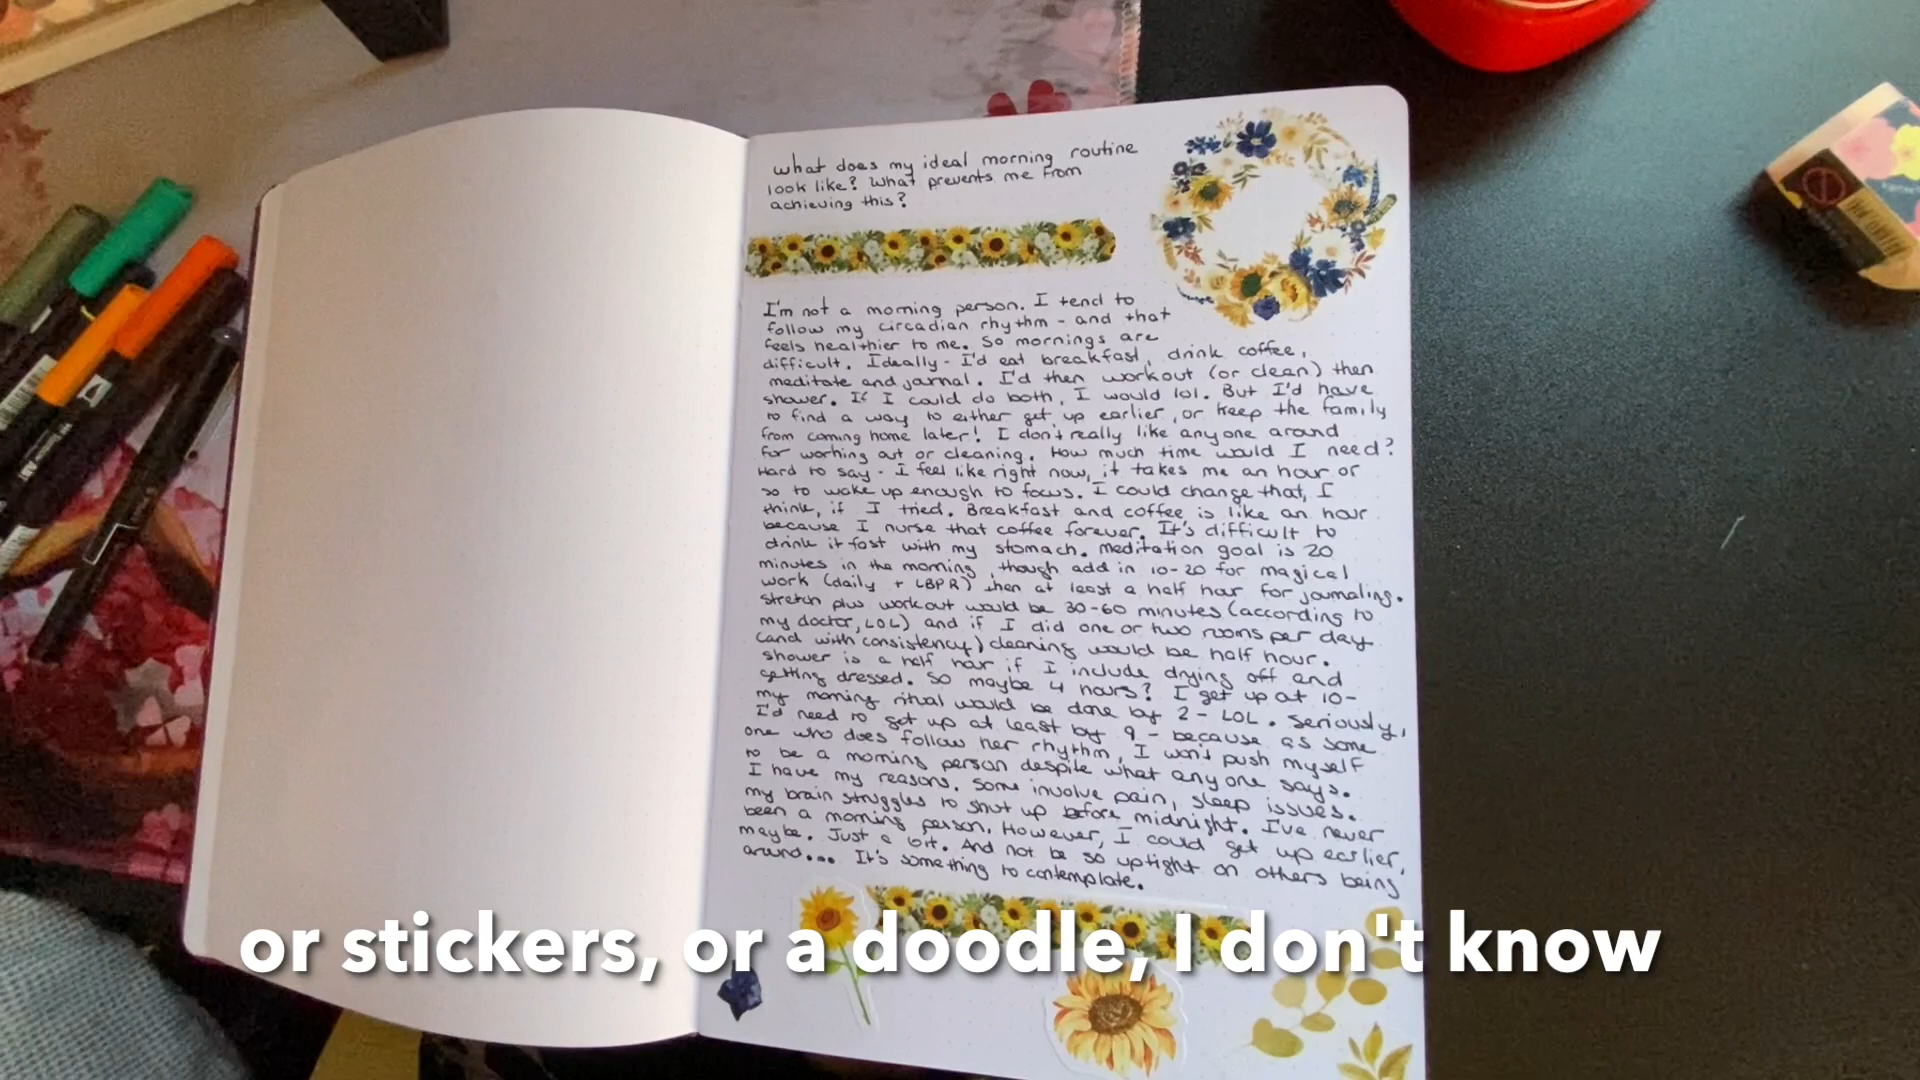 what does my ideal morning routine
look like? What prevents me from
achieving this?
I'm not a morning person. I tend to
follow my circadian rhythm - and that
feels healthier to me. So mornings are
difficult. Ideally - I'd eat breakfast, drink coffee,
meditate and journal. I'd then workout (or clean) then
shower. If I could do both, I would lol. But I'd have
to find a way to either get up earlier, or keep the family
from coming home later! I don't really like anyone around
for working out or cleaning. How much time would I need?
Hard to say - I feel like right now, it takes me an hour or
so to wake up enough to focus. I could change that, I
think, if I tried. Breakfast and coffee is like an hour
because I nurse that coffee forever. It's difficult to
drink it fast with my stomach. Meditation goal is 20
minutes in the morning, though add in 10-20 for magical
work (daily + LBPR) then at least a half hour for journaling.
Stretch plus workout would be 30-60 minutes (according to
my doctor, LOL) and if I did one or two rooms per day
(and with consistency) cleaning would be half hour.
Shower is a half hour if I include drying off and
getting dressed. So maybe 4 hours? I get up at 10-
my morning ritual would be done by 2 - LOL. Seriously,
I'd need to get up at least by 9 - because as some
one who does follow her rhythm, I won't push myself
to be a morning person despite what anyone says.
I have my reasons. Some involve pain, sleep issues.
my brain struggles to shut up before midnight. I've never
been a morning person. However, I could get up earlier,
maybe. Just a bit. And not be so uptight on others being
around... It's something to contemplate.
or stickers, or a doodle, I don't know